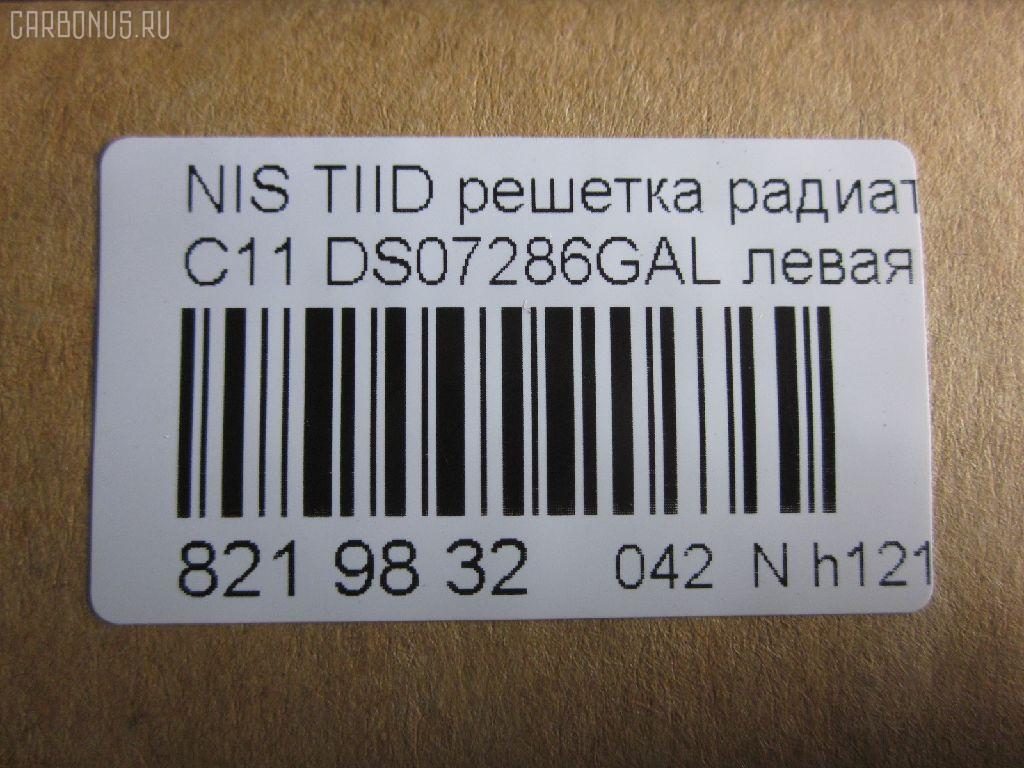 CARBONUS.RU
NIS TIID решетка радиат
C11 DS07286GAL левая
821 98 32 042 N h121